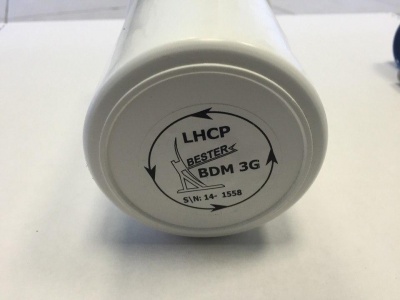 LHCP
BESTER
BDM 3G
S\N: 14- 1558